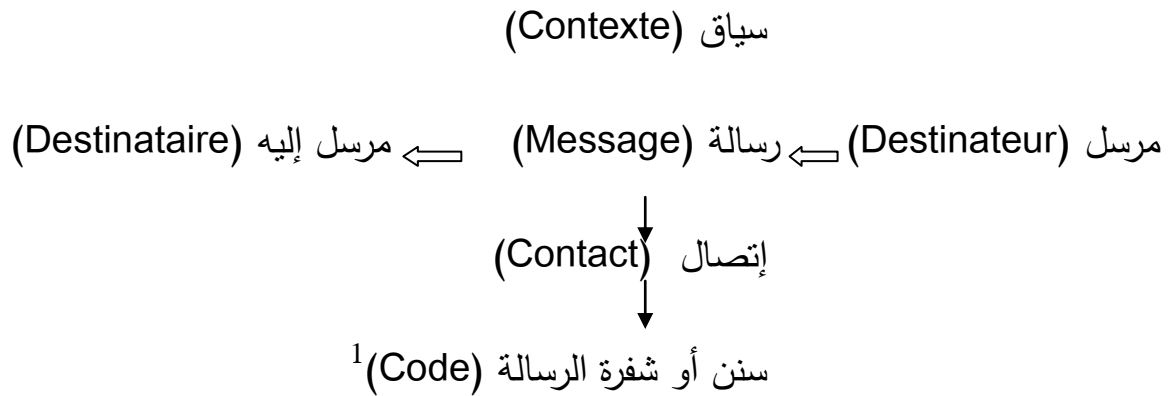 سياق (Contexte)
مرسل (Destinateur) ⇐ رسالة (Message) ⇐ مرسل إليه (Destinataire)
إتصال (Contact)
سنن أو شفرة الرسالة (Code)¹